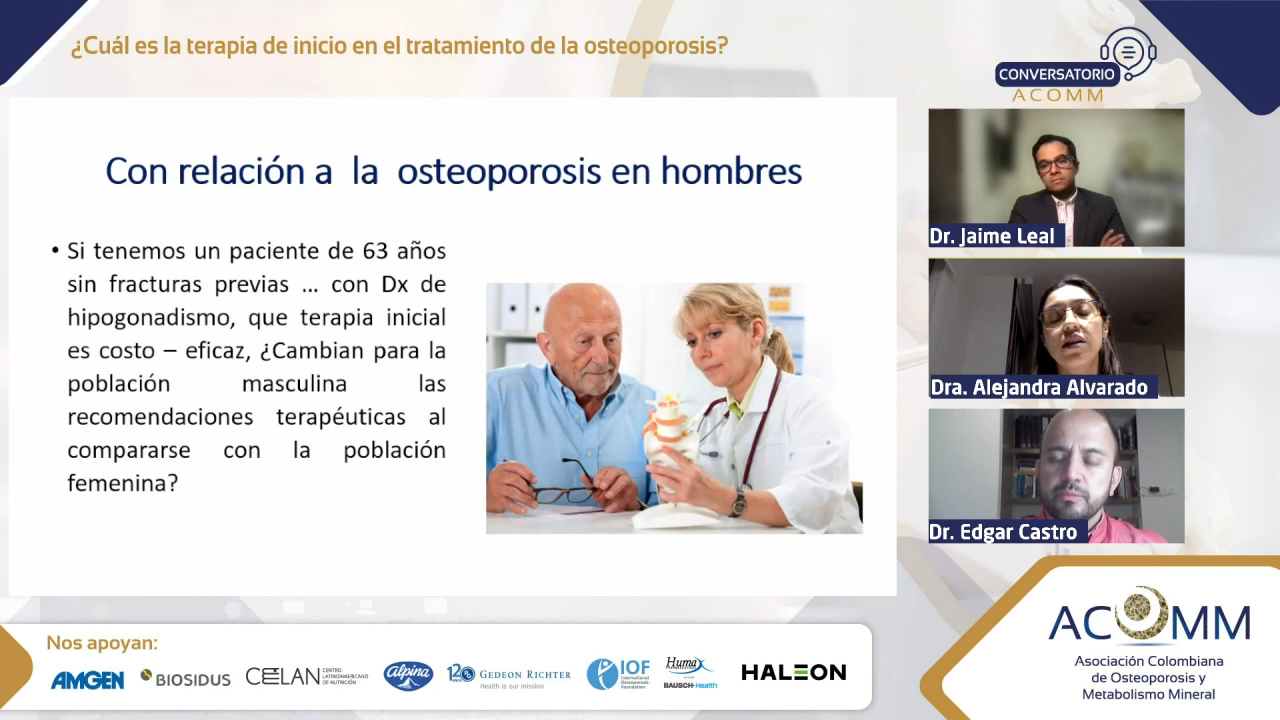 ¿Cuál es la terapia de inicio en el tratamiento de la osteoporosis?
CONVERSATORIO
ACOMM
Con relación a la osteoporosis en hombres
• Si tenemos un paciente de 63 años
sin fracturas previas ... con Dx de
hipogonadismo, que terapia inicial
es costo – eficaz, ¿Cambian para la
población masculina las
recomendaciones terapéuticas al
compararse con la población
femenina?
Dr. Jaime Leal
Dra. Alejandra Alvarado
Dr. Edgar Castro
Nos apoyan:
AMGEN
BIOSIDUS
CELAN CENTRO
LATINOAMERICANO
DE NUTRICIÓN
Alpina
120 GEDEON RICHTER
Health is our mission
IOF
International
Osteoporosis
Foundation
Humax
BAUSCH+Health
HALEON
ACOMM
Asociación Colombiana
de Osteoporosis y
Metabolismo Mineral